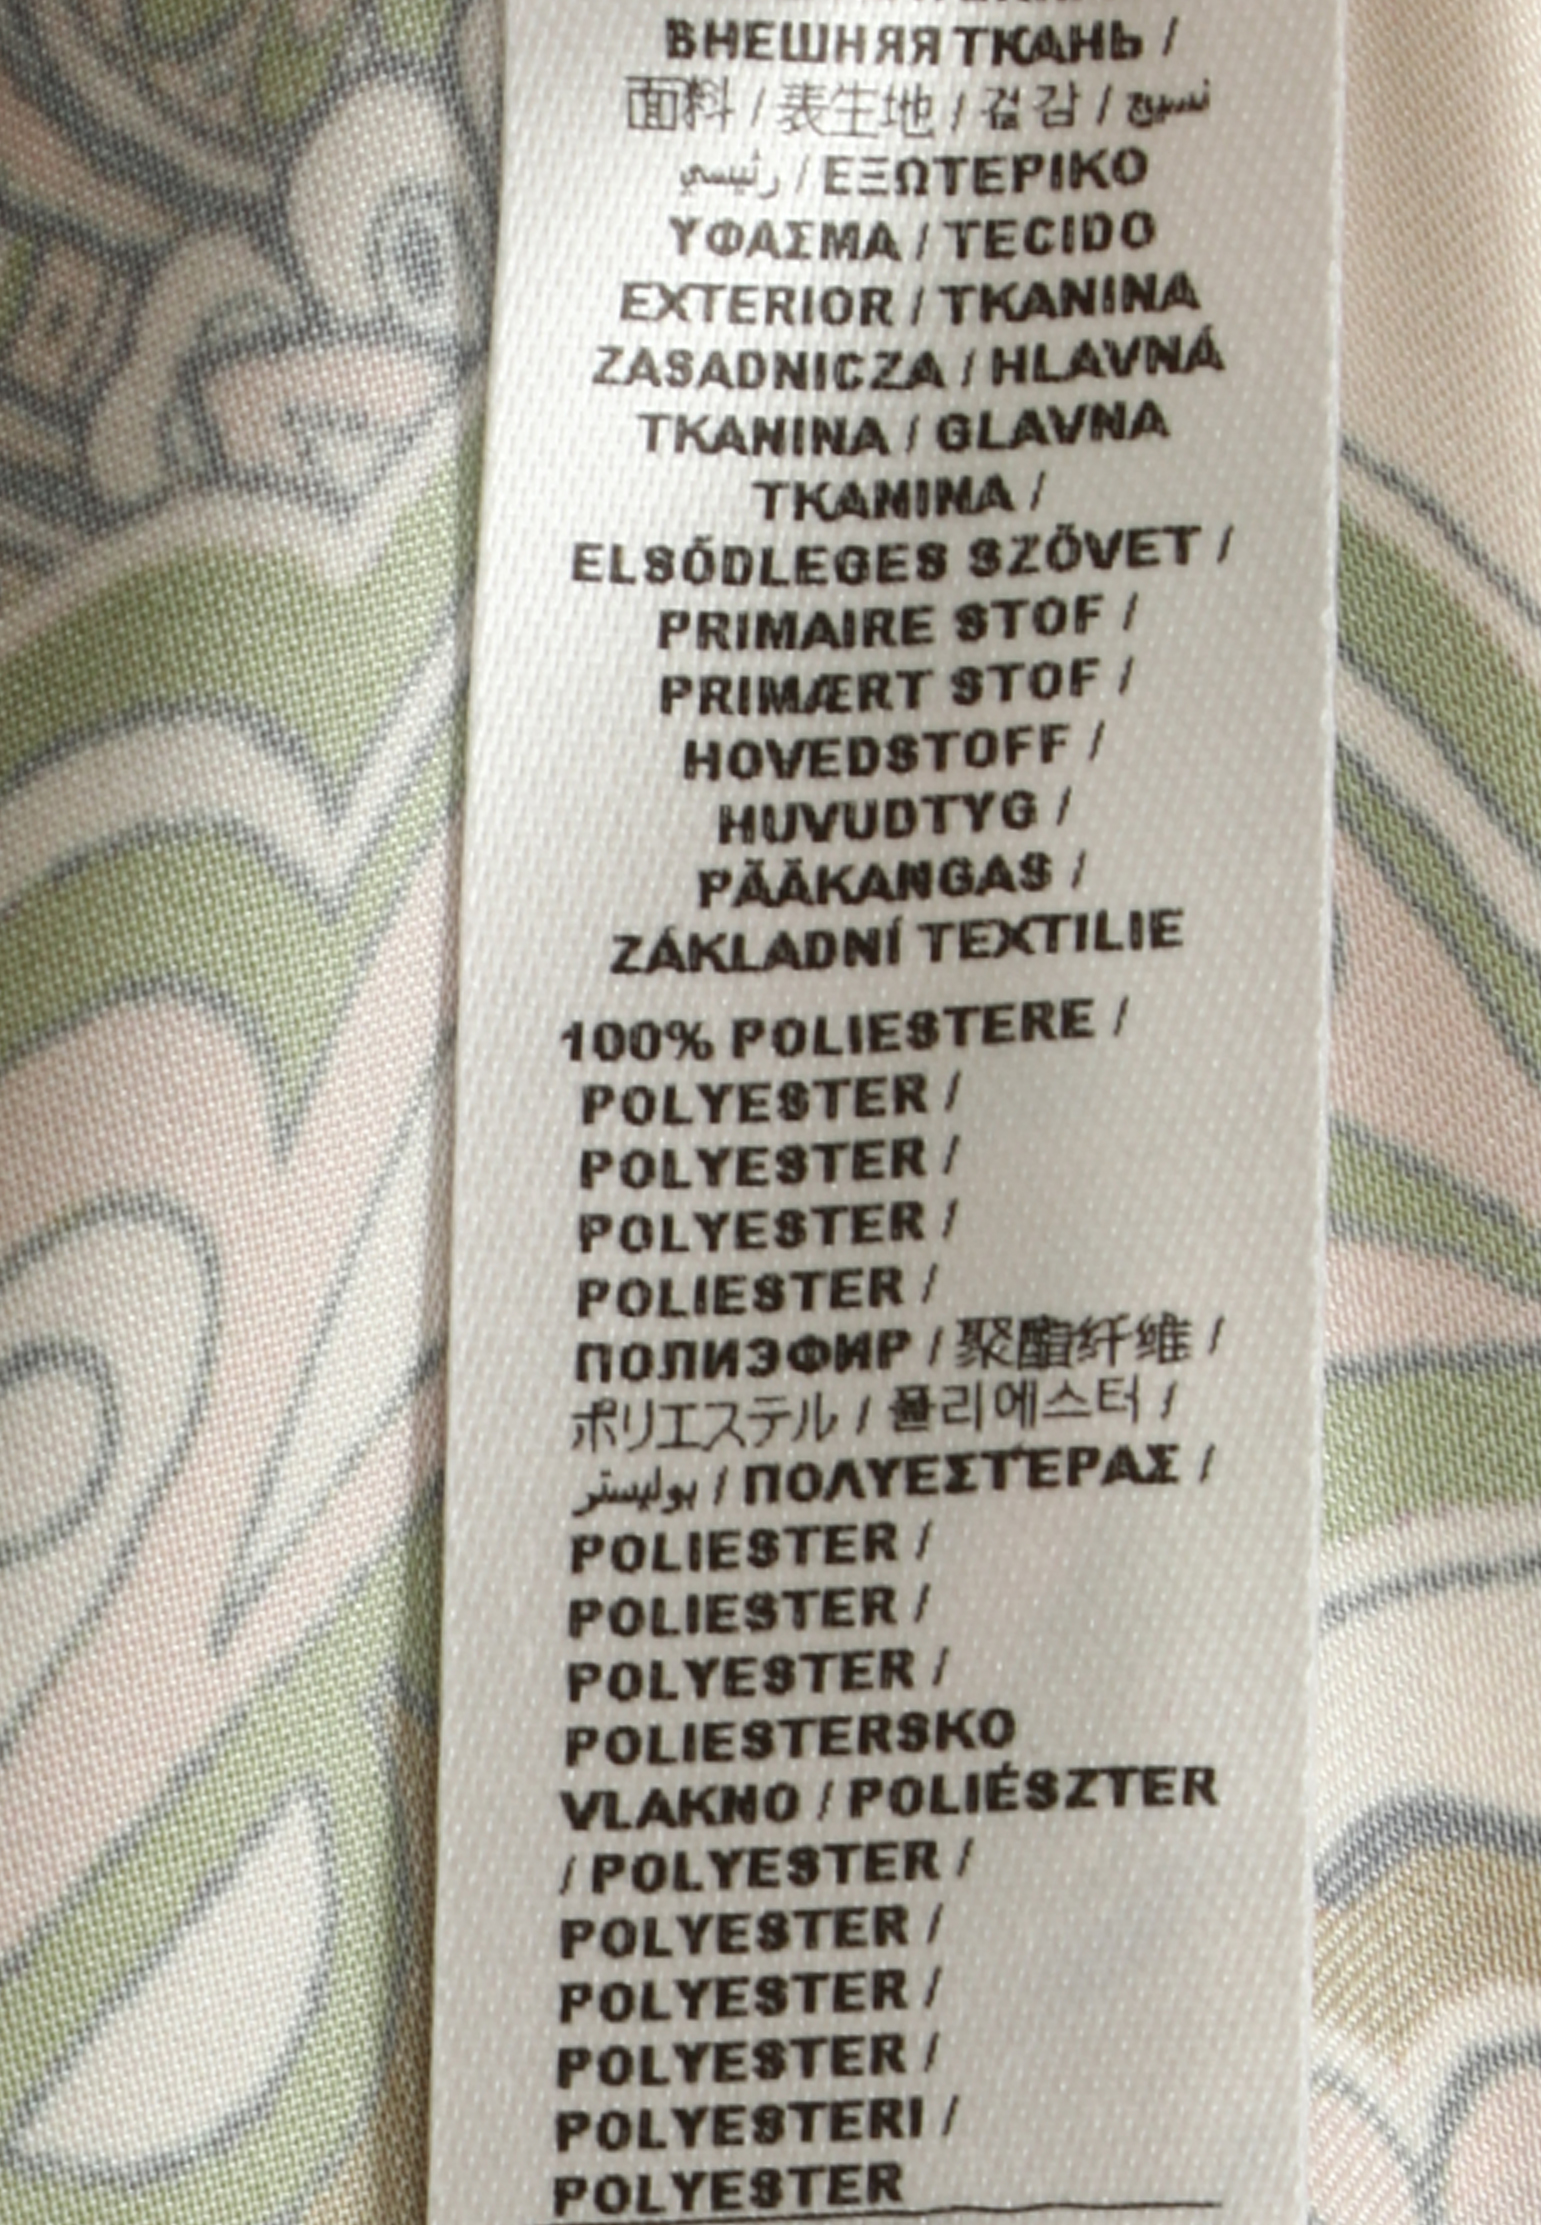 ВНЕШНЯЯ ТКАНЬ /
面料 / 表生地 / 겉감 / نسيج
رئيسي / ΕΞΩΤΕΡΙΚΟ
ΥΦΑΣΜΑ / TECIDO
EXTERIOR / TKANINA
ZASADNICZA / HLAVNÁ
TKANINA / GLAVNA
TKANINA /
ELSŐDLEGES SZÖVET /
PRIMAIRE STOF /
PRIMÆRT STOF /
HOVEDSTOFF /
HUVUDTYG /
PÄÄKANGAS /
ZÁKLADNÍ TEXTILIE
100% POLIESTERE /
POLYESTER /
POLYESTER /
POLYESTER /
POLIESTER /
ПОЛИЭФИР / 聚酯纤维 /
ポリエステル / 폴리에스터 /
بوليستر / ΠΟΛΥΕΣΤΕΡΑΣ /
POLIESTER /
POLIESTER /
POLYESTER /
POLIESTERSKO
VLAKNO / POLIÉSZTER
/ POLYESTER /
POLYESTER /
POLYESTER /
POLYESTER /
POLYESTERI /
POLYESTER